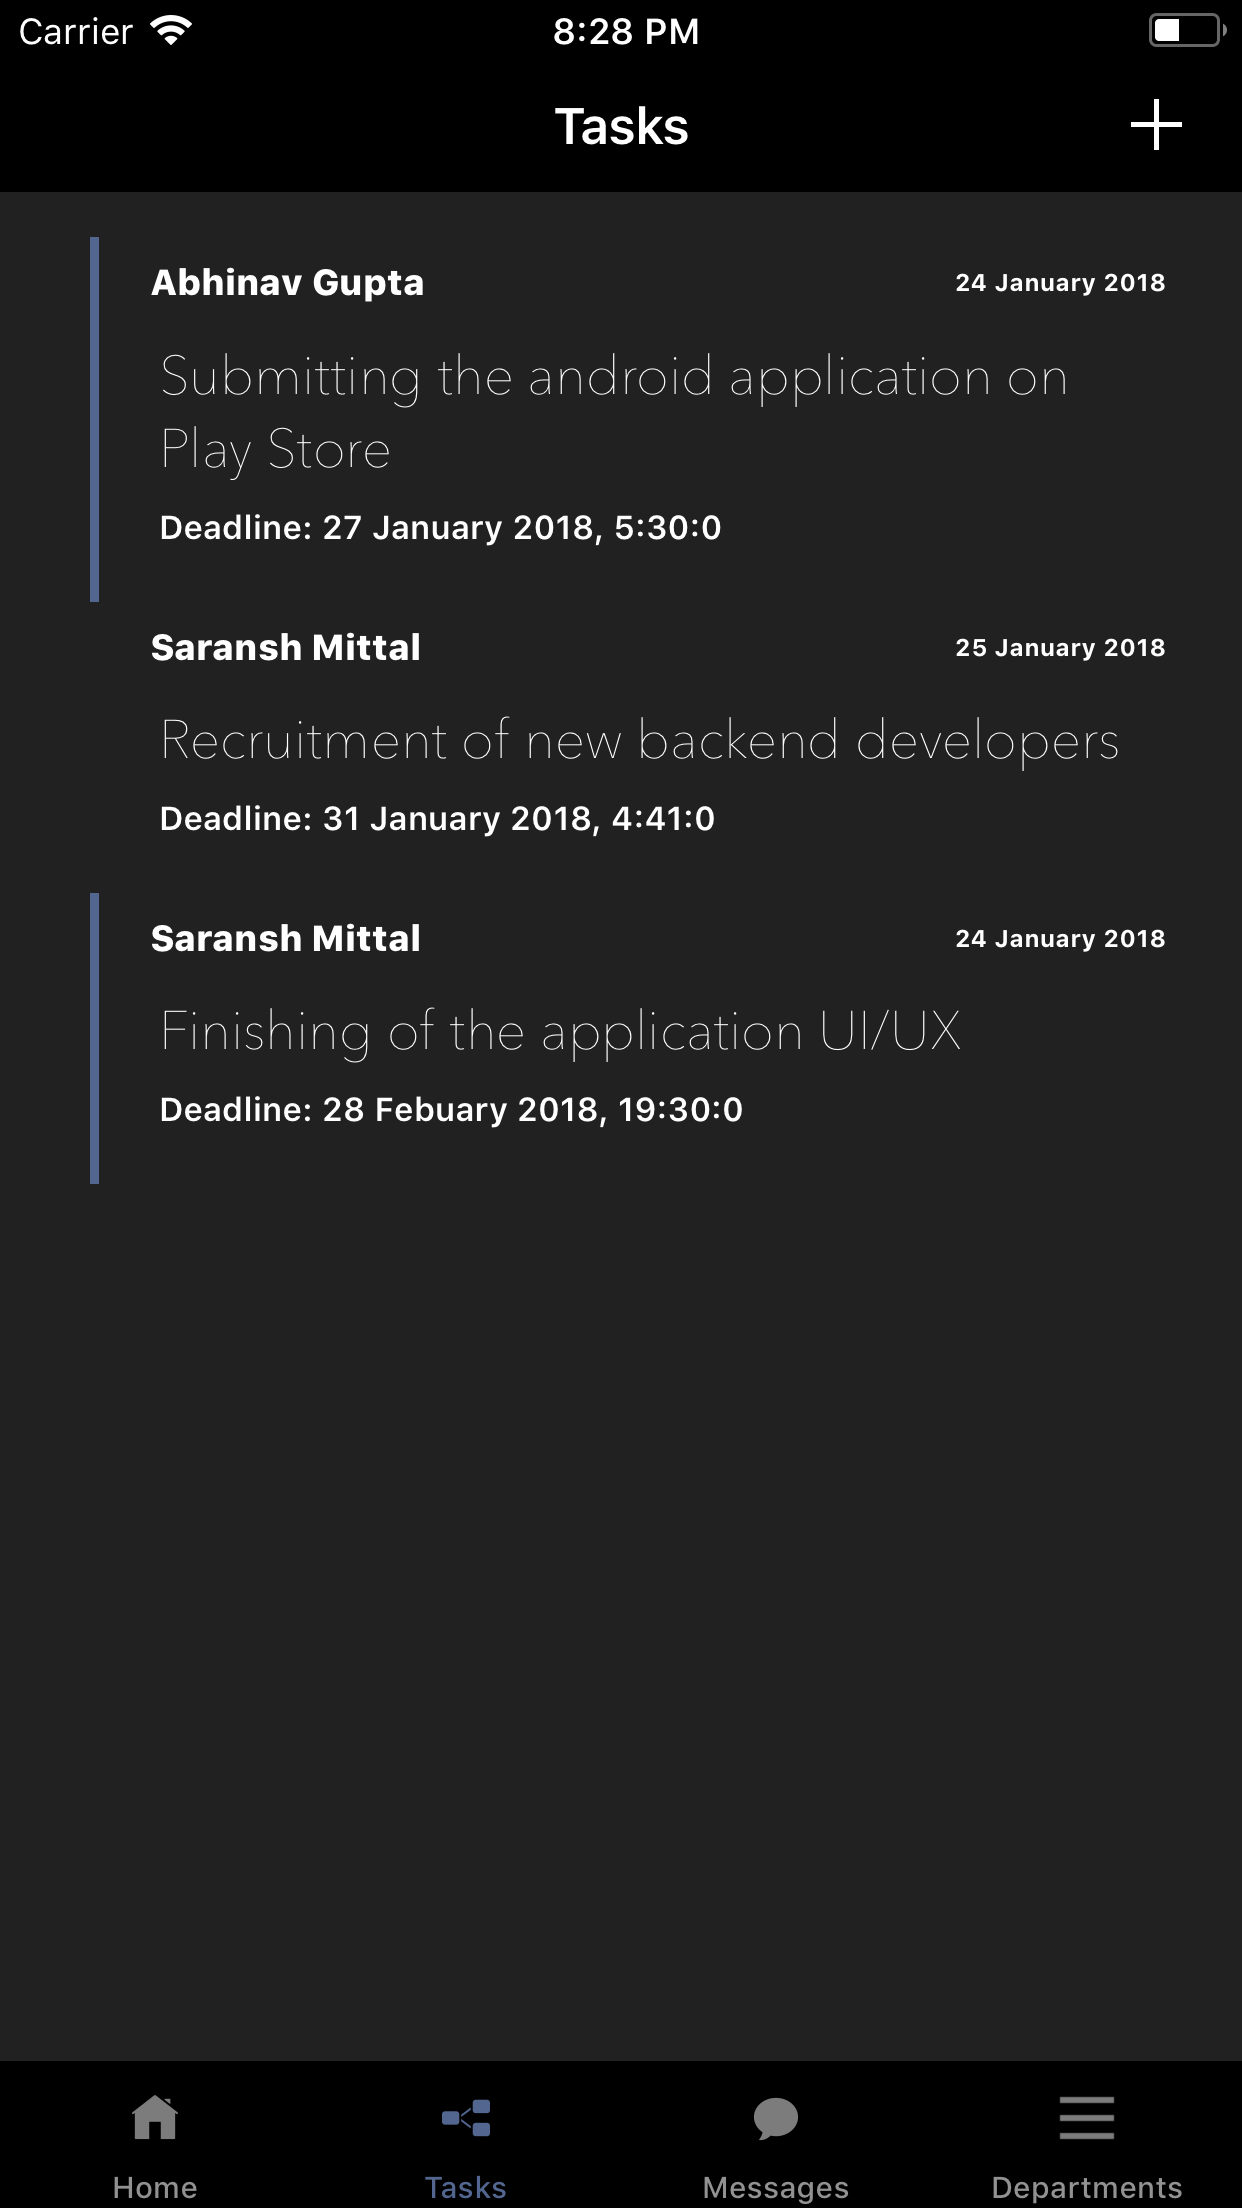 Carrier 8:28 PM
Tasks
Abhinav Gupta 24 January 2018
Submitting the android application on
Play Store
Deadline: 27 January 2018, 5:30:0
Saransh Mittal 25 January 2018
Recruitment of new backend developers
Deadline: 31 January 2018, 4:41:0
Saransh Mittal 24 January 2018
Finishing of the application UI/UX
Deadline: 28 Febuary 2018, 19:30:0
Home Tasks Messages Departments